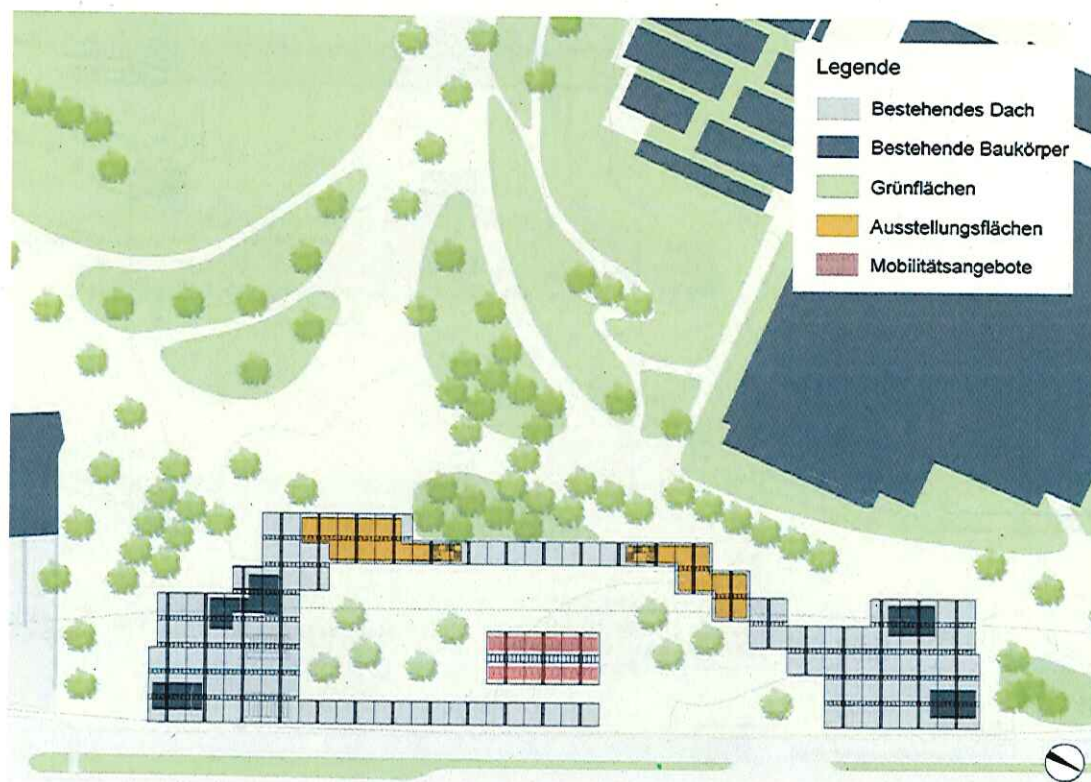 Legende
Bestehendes Dach
Bestehende Baukörper
Grünflächen
Ausstellungsflächen
Mobilitätsangebote